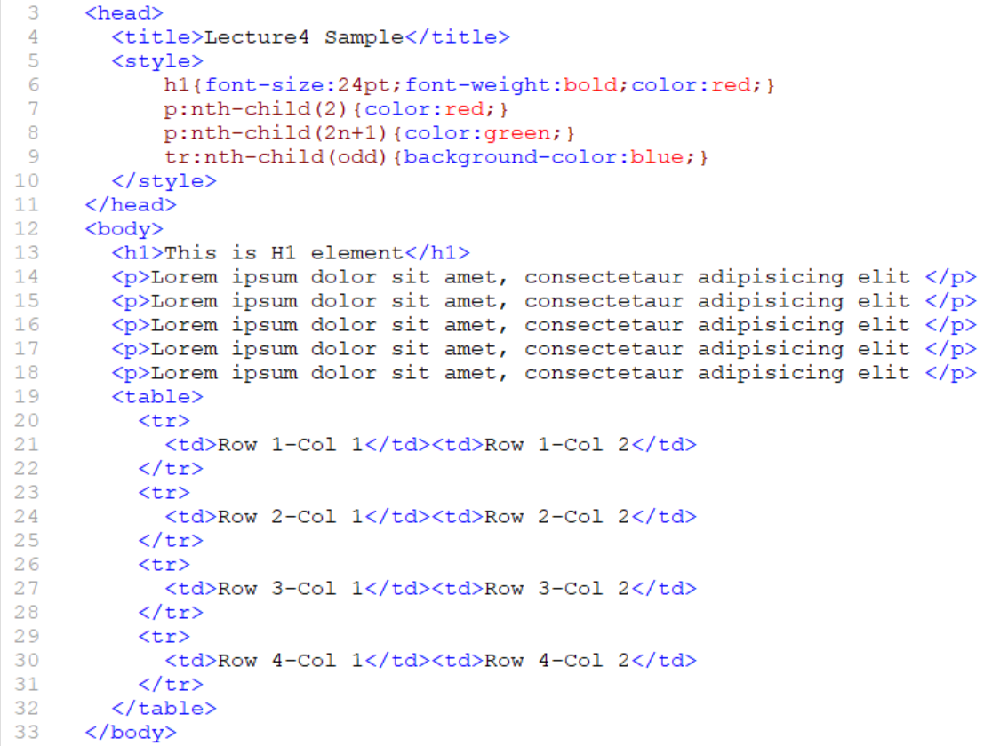 3 <head>
4 <title>Lecture4 Sample</title>
5 <style>
6 h1{font-size:24pt;font-weight:bold;color:red;}
7 p:nth-child(2){color:red;}
8 p:nth-child(2n+1){color:green;}
9 tr:nth-child(odd){background-color:blue;}
10 </style>
11 </head>
12 <body>
13 <h1>This is H1 element</h1>
14 <p>Lorem ipsum dolor sit amet, consectetaur adipisicing elit </p>
15 <p>Lorem ipsum dolor sit amet, consectetaur adipisicing elit </p>
16 <p>Lorem ipsum dolor sit amet, consectetaur adipisicing elit </p>
17 <p>Lorem ipsum dolor sit amet, consectetaur adipisicing elit </p>
18 <p>Lorem ipsum dolor sit amet, consectetaur adipisicing elit </p>
19 <table>
20 <tr>
21 <td>Row 1-Col 1</td><td>Row 1-Col 2</td>
22 </tr>
23 <tr>
24 <td>Row 2-Col 1</td><td>Row 2-Col 2</td>
25 </tr>
26 <tr>
27 <td>Row 3-Col 1</td><td>Row 3-Col 2</td>
28 </tr>
29 <tr>
30 <td>Row 4-Col 1</td><td>Row 4-Col 2</td>
31 </tr>
32 </table>
33 </body>